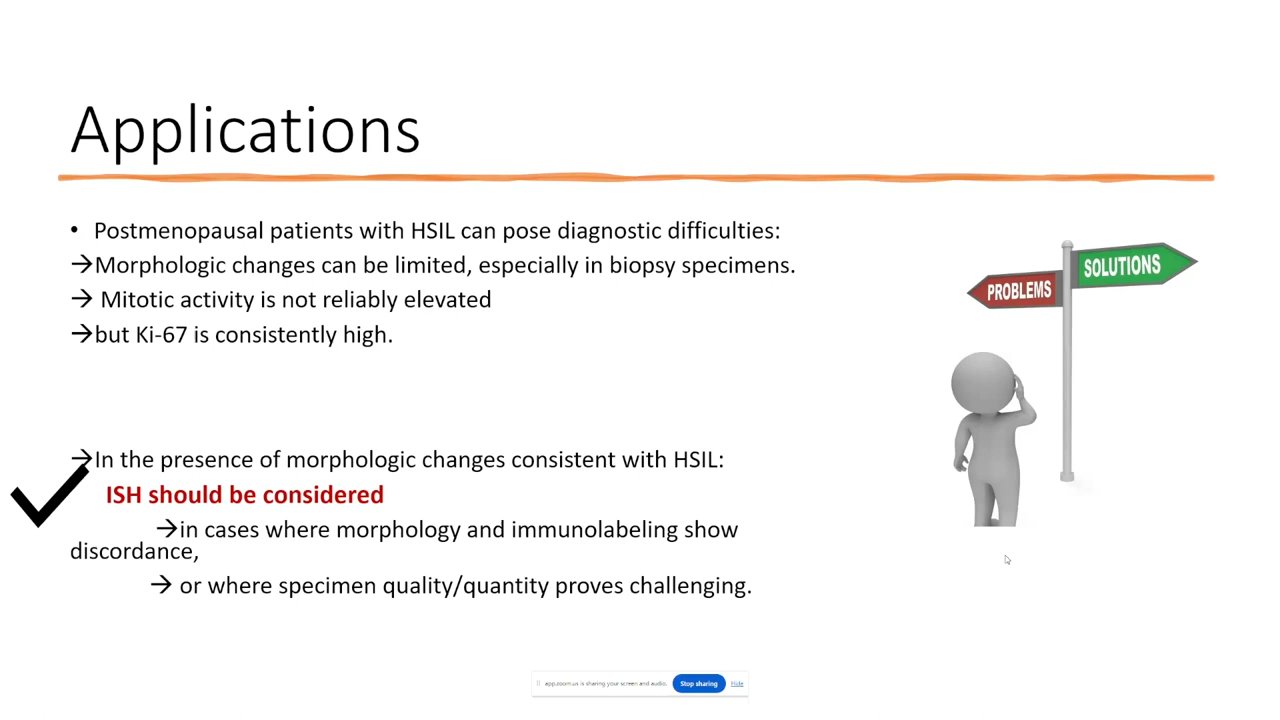 Applications
• Postmenopausal patients with HSIL can pose diagnostic difficulties:
→Morphologic changes can be limited, especially in biopsy specimens.
→ Mitotic activity is not reliably elevated
→but Ki-67 is consistently high.
PROBLEMS
SOLUTIONS
→In the presence of morphologic changes consistent with HSIL:
ISH should be considered
→in cases where morphology and immunolabeling show
discordance,
→ or where specimen quality/quantity proves challenging.
app.zoom.us is sharing your screen and audio.
Stop sharing
Hide